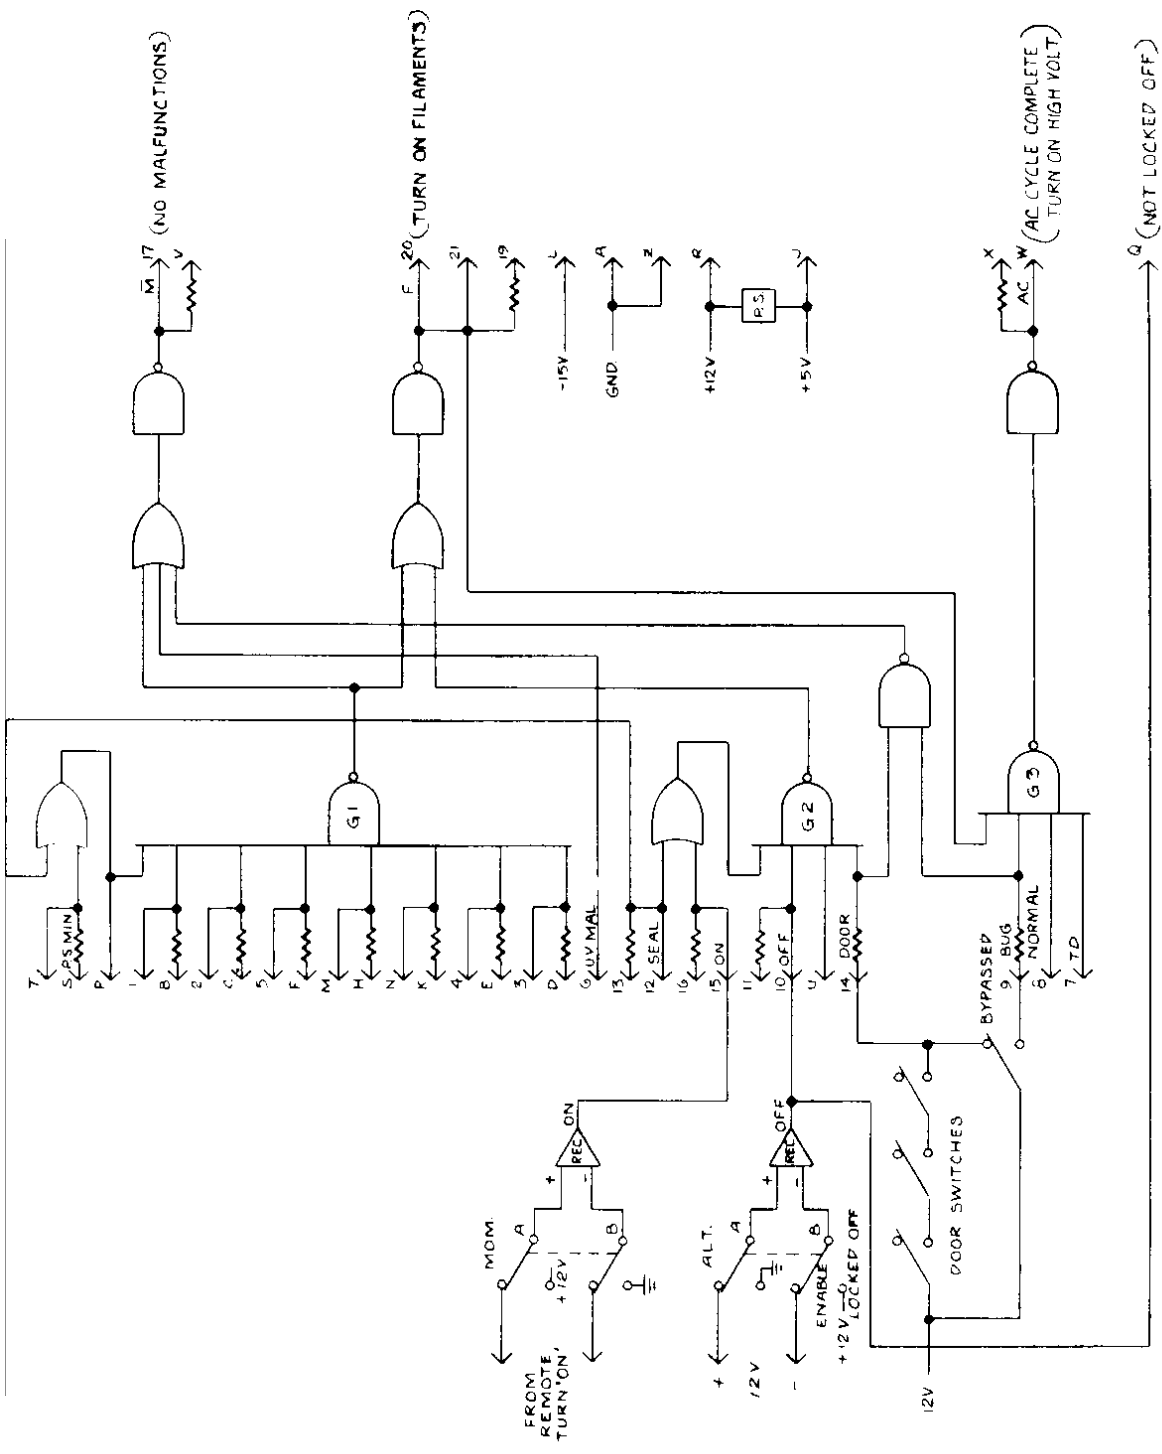 M̅ 17 (NO MALFUNCTIONS)
V
F 20 (TURN ON FILAMENTS)
21
19
-15V L
GND. A
Z
+12V R
P.S.
+5V J
X
AC W (AC CYCLE COMPLETE
TURN ON HIGH VOLT)
Q (NOT LOCKED OFF)
G1
G2
G3
7
S P.S. MIN
P
1
B
2
C
5
F
M
H
N
K
4
E
3
D
6 U.V. MAL
13
12 SEAL
16
15 ON
11
10 OFF
U
14 DOOR
BYPASSED
9 BUG
8 NORMAL
7 TD
ON
REC
+
-
MOM.
A
B
+12V
FROM
REMOTE
TURN "ON"
OFF
REC
+
-
ALT.
A
B
ENABLE
LOCKED OFF
+12V
+
12V
-
DOOR SWITCHES
12V